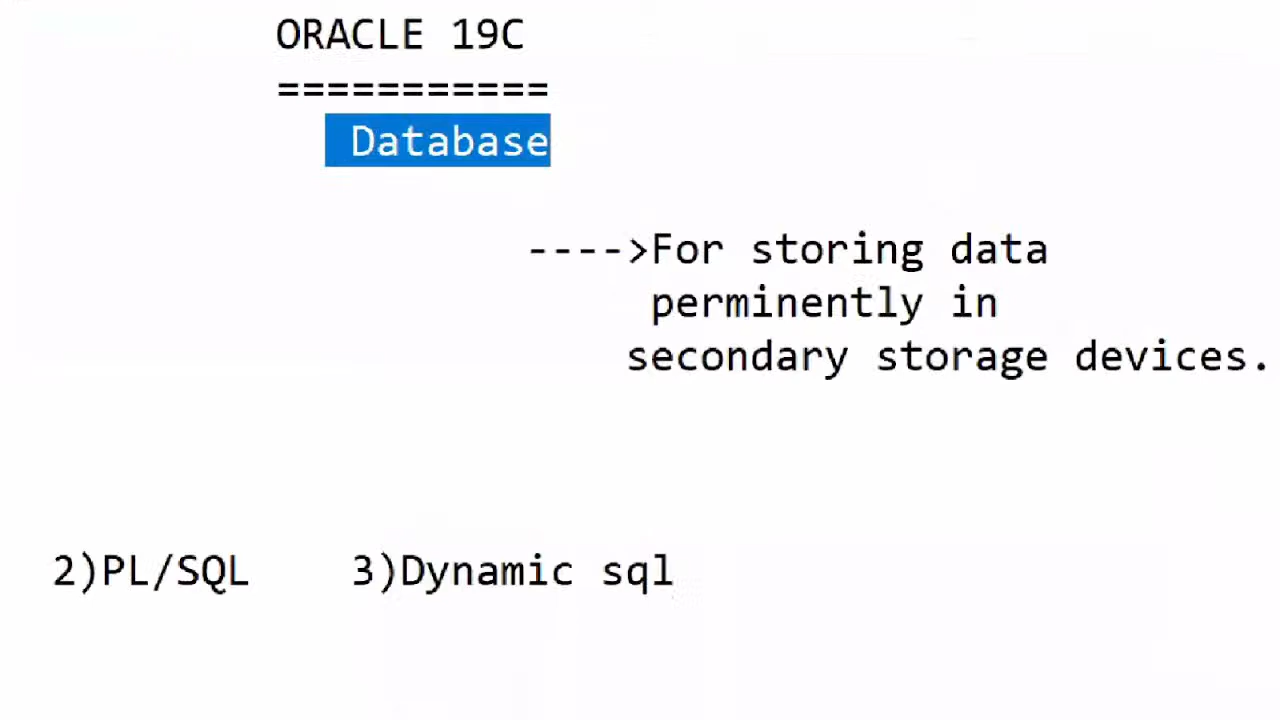 ORACLE 19C
===========
Database
---->For storing data
perminently in
secondary storage devices.
2)PL/SQL 3)Dynamic sql